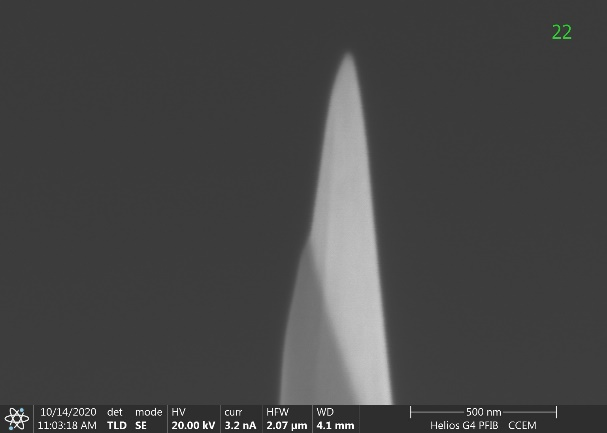 22
10/14/2020 det mode HV curr HFW WD 500 nm
11:03:18 AM TLD SE 20.00 kV 3.2 nA 2.07 μm 4.1 mm Helios G4 PFIB CCEM